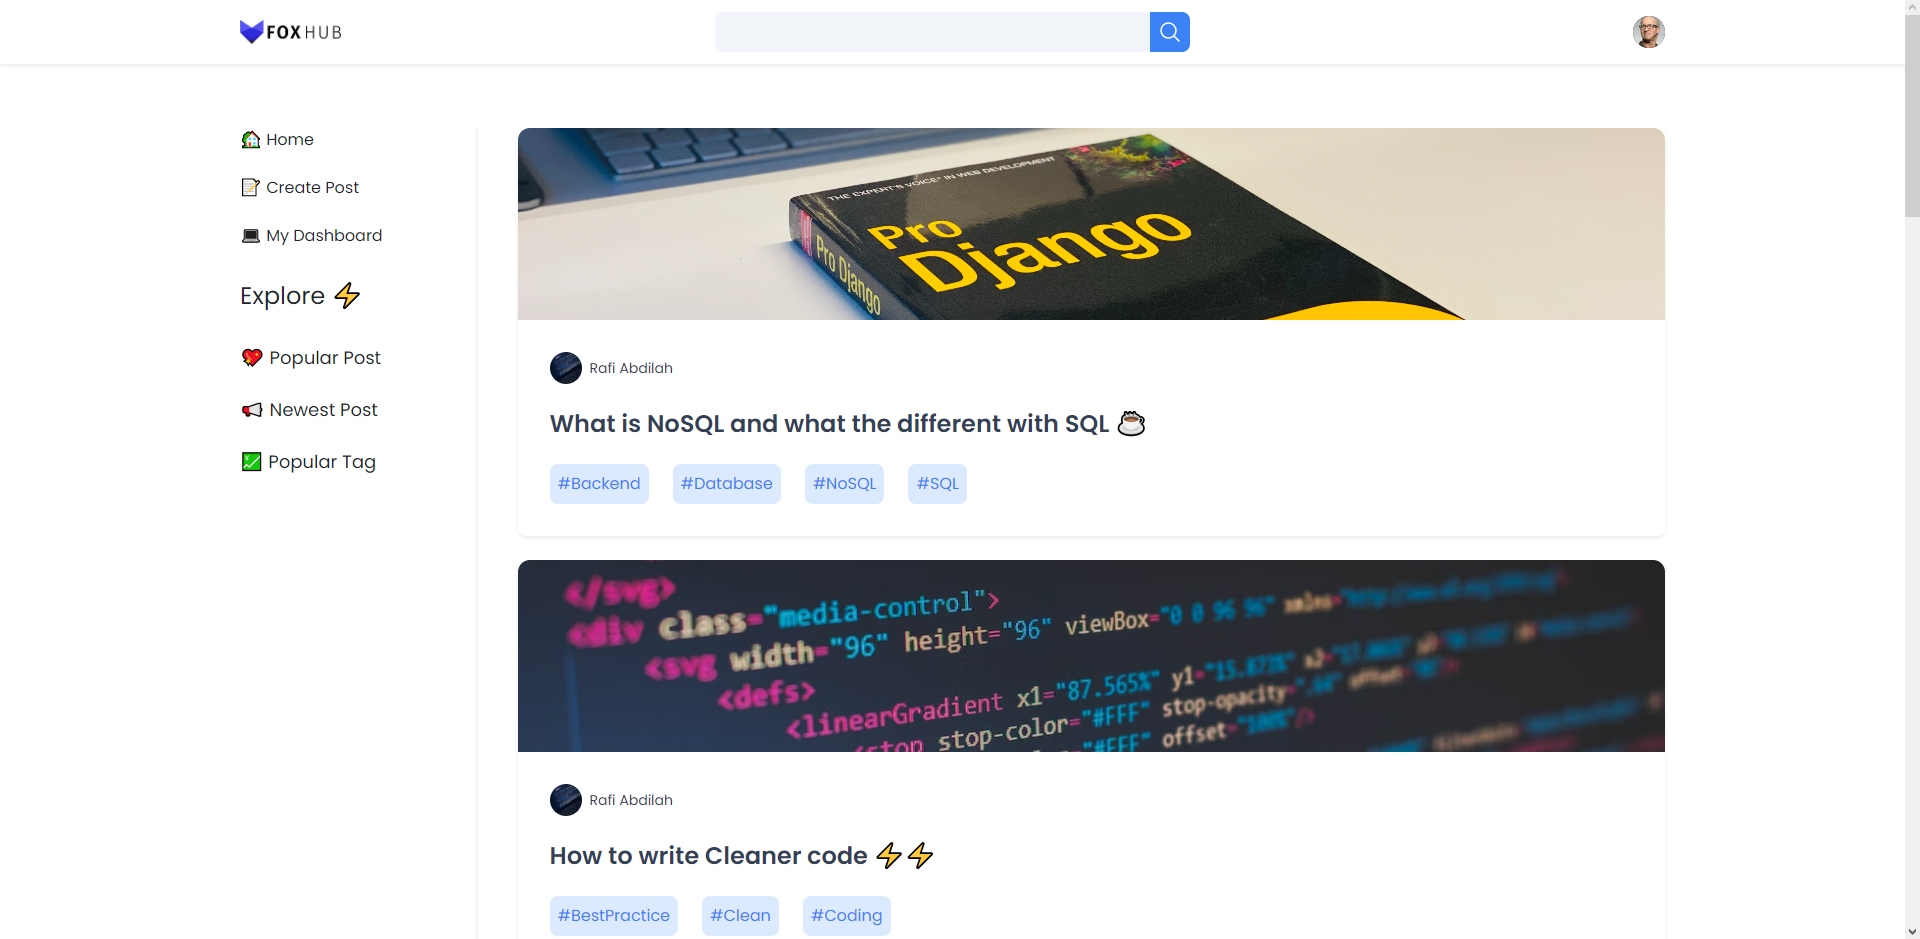 FOXHUB
Home
Create Post
My Dashboard
Explore ⚡
Popular Post
Newest Post
Popular Tag
THE EXPERT'S VOICE® IN WEB DEVELOPMENT
Pro
Django
Pro Django
Rafi Abdilah
What is NoSQL and what the different with SQL ☕
#Backend #Database #NoSQL #SQL
</svg>
<div class="media-control">
<svg width="96" height="96" viewBox="0 0 96 96" xmlns=
<defs>
<linearGradient x1="87.565%" y1="15.873%"
<stop stop-color="#FFF" stop-opacity=
="#FFF" offset="100%"/>
Rafi Abdilah
How to write Cleaner code ⚡⚡
#BestPractice #Clean #Coding